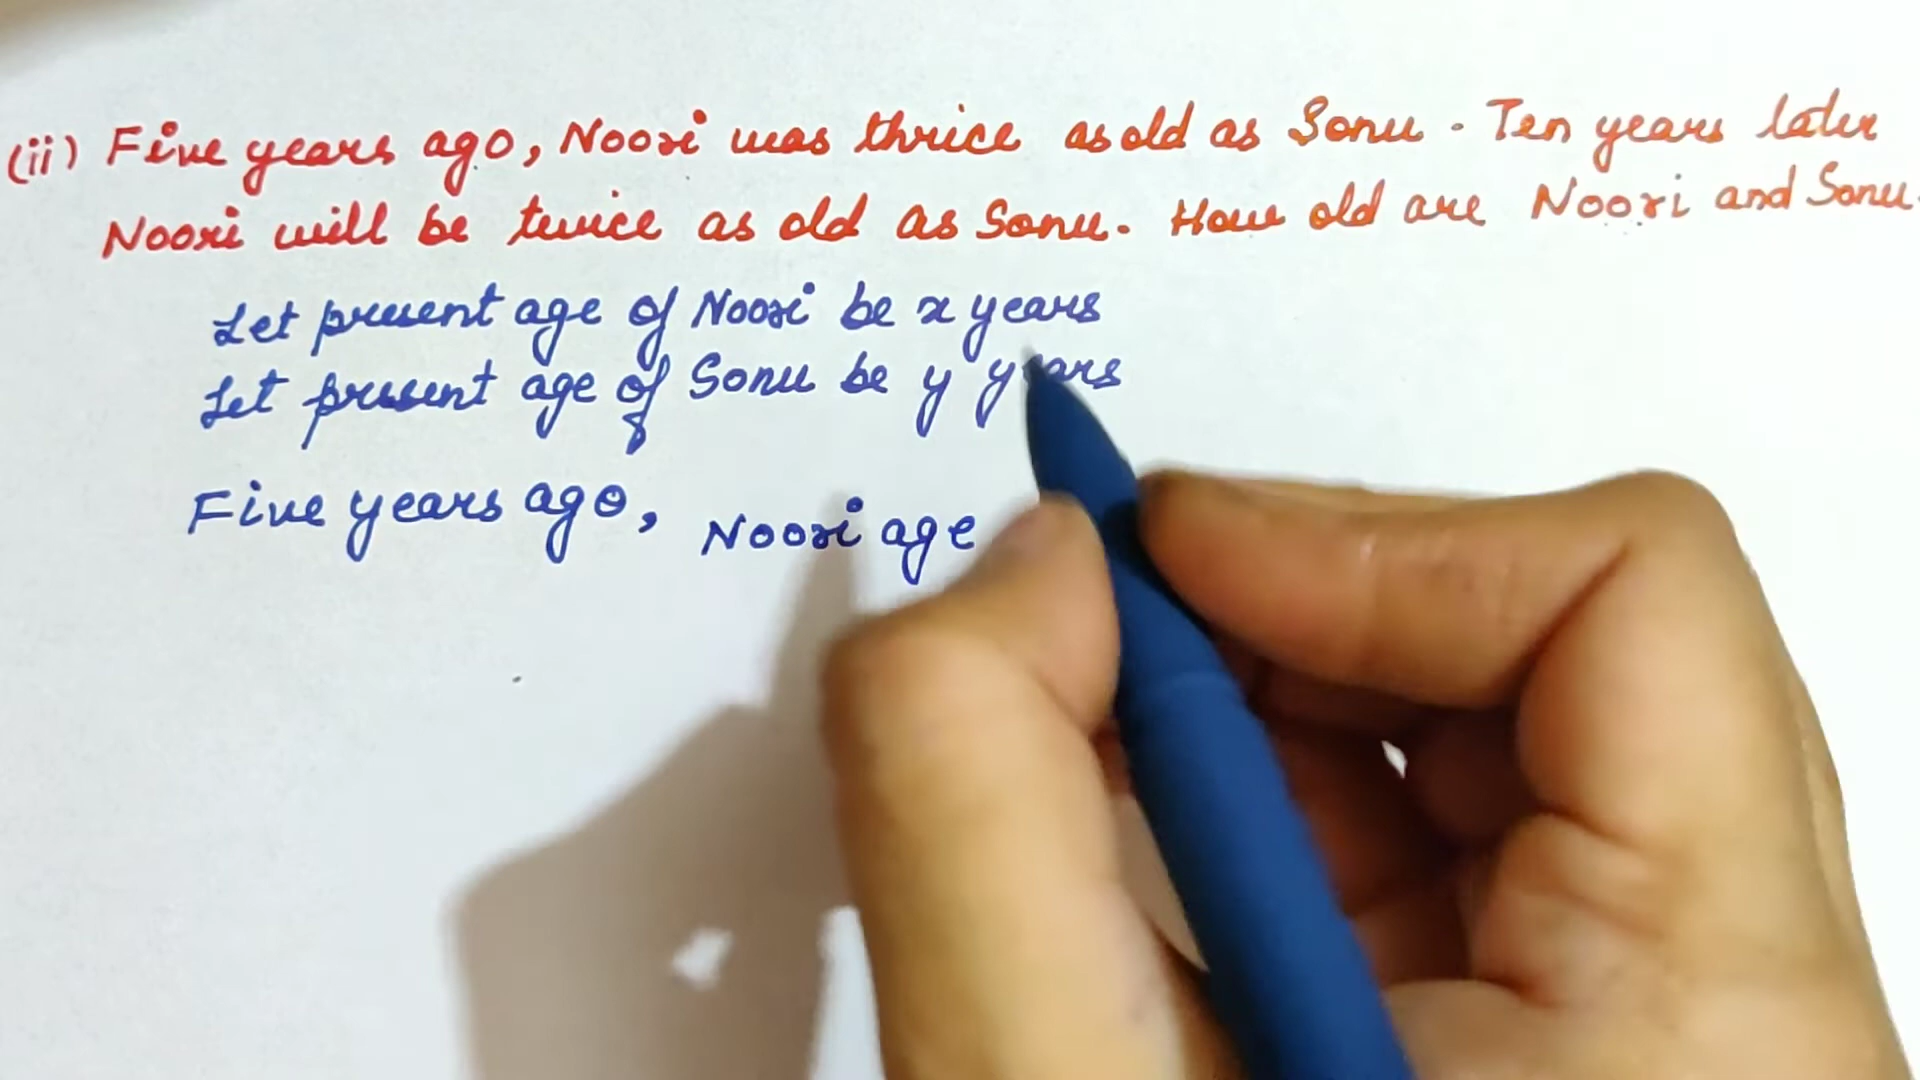 (ii) Five years ago, Noori was thrice as old as Sonu. Ten years later
Noori will be twice as old as Sonu. How old are Noori and Sonu.
Let present age of Noori be x years
Let present age of Sonu be y years
Five years ago, Noori age